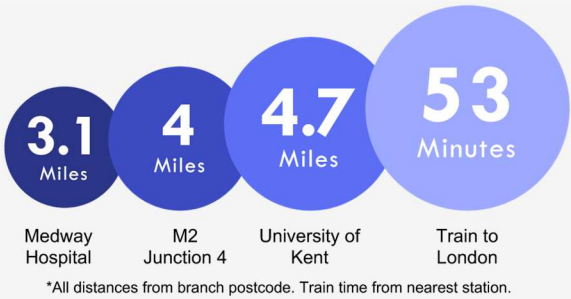 3.1
Miles
4
Miles
4.7
Miles
53
Minutes
Medway
Hospital
M2
Junction 4
University of
Kent
Train to
London
*All distances from branch postcode. Train time from nearest station.